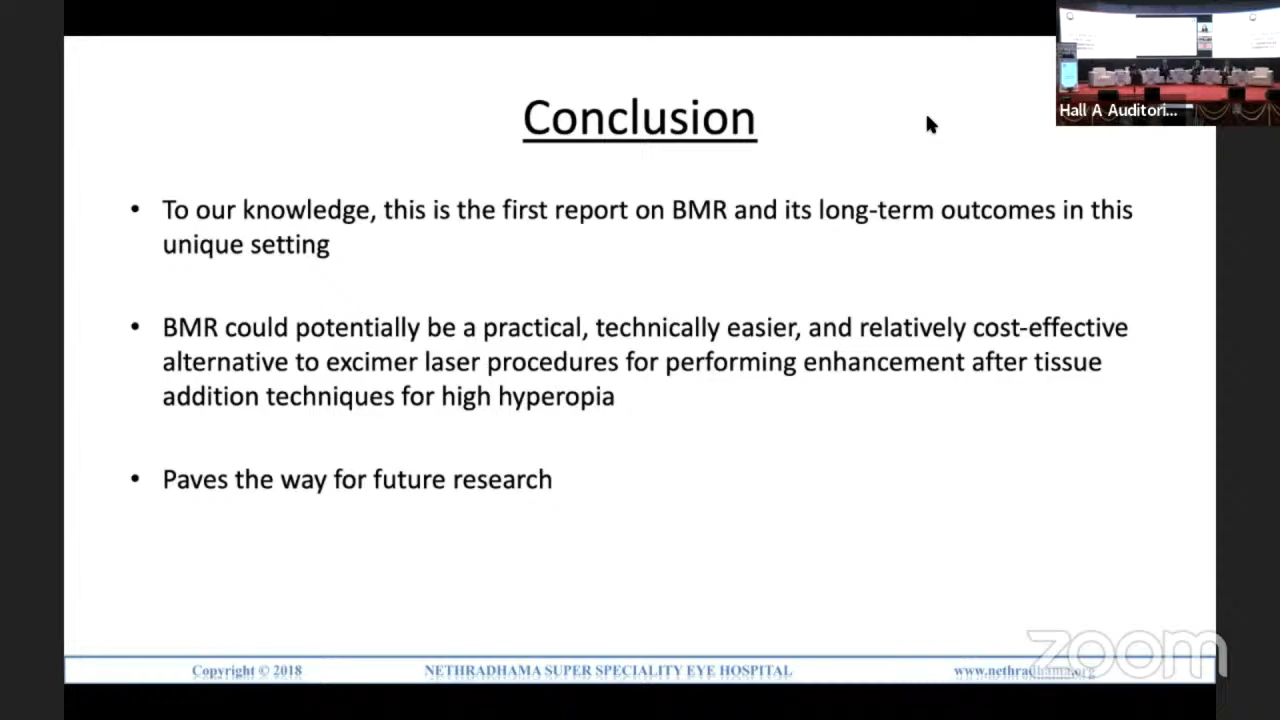 Hall A Auditori...
Conclusion
• To our knowledge, this is the first report on BMR and its long-term outcomes in this
unique setting
• BMR could potentially be a practical, technically easier, and relatively cost-effective
alternative to excimer laser procedures for performing enhancement after tissue
addition techniques for high hyperopia
• Paves the way for future research
zoom
Copyright © 2018 NETHRADHAMA SUPER SPECIALITY EYE HOSPITAL www.nethradhama.org